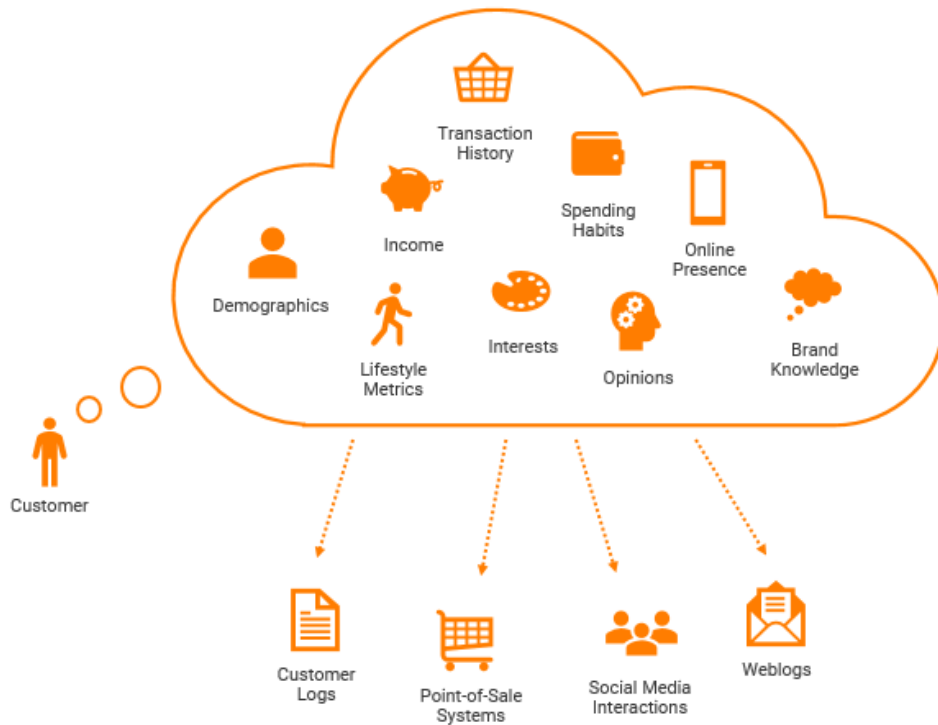 Transaction
History
Spending
Habits
Income
Online
Presence
Demographics
Interests
Lifestyle
Metrics
Opinions
Brand
Knowledge
Customer
Customer
Logs
Point-of-Sale
Systems
Social Media
Interactions
Weblogs